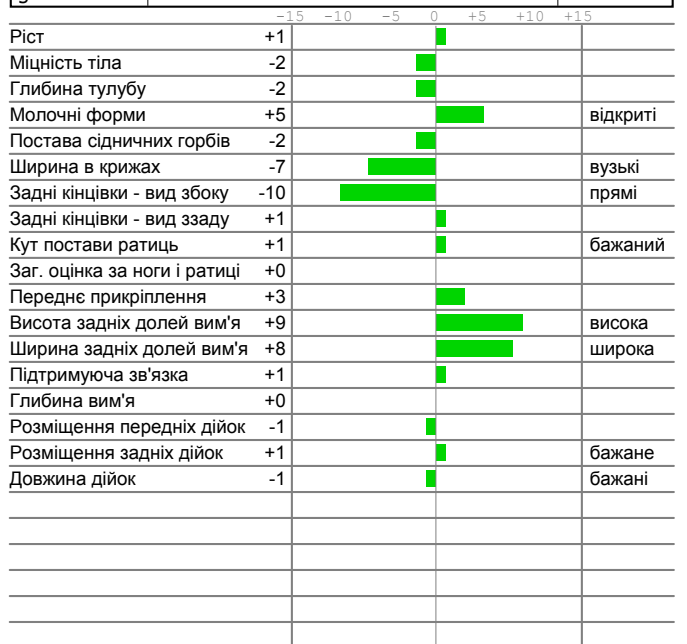 -15 -10 -5 0 +5 +10 +15
Ріст +1
Міцність тіла -2
Глибина тулубу -2
Молочні форми +5 відкриті
Постава сідничних горбів -2
Ширина в крижах -7 вузькі
Задні кінцівки - вид збоку -10 прямі
Задні кінцівки - вид ззаду +1
Кут постави ратиць +1 бажаний
Заг. оцінка за ноги і ратиці +0
Переднє прикріплення +3
Висота задніх долей вим'я +9 висока
Ширина задніх долей вим'я +8 широка
Підтримуюча зв'язка +1
Глибина вим'я +0
Розміщення передніх дійок -1
Розміщення задніх дійок +1 бажане
Довжина дійок -1 бажані